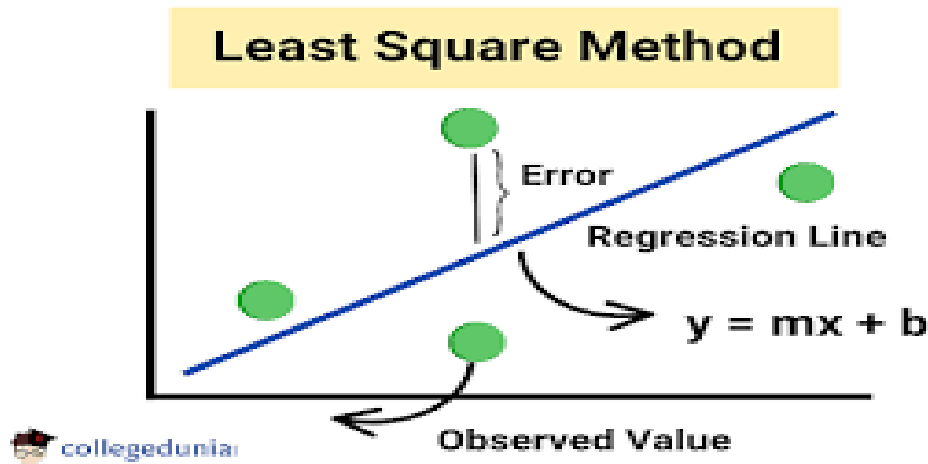 Least Square Method
Error
Regression Line
y = mx + b
Observed Value
collegedunia